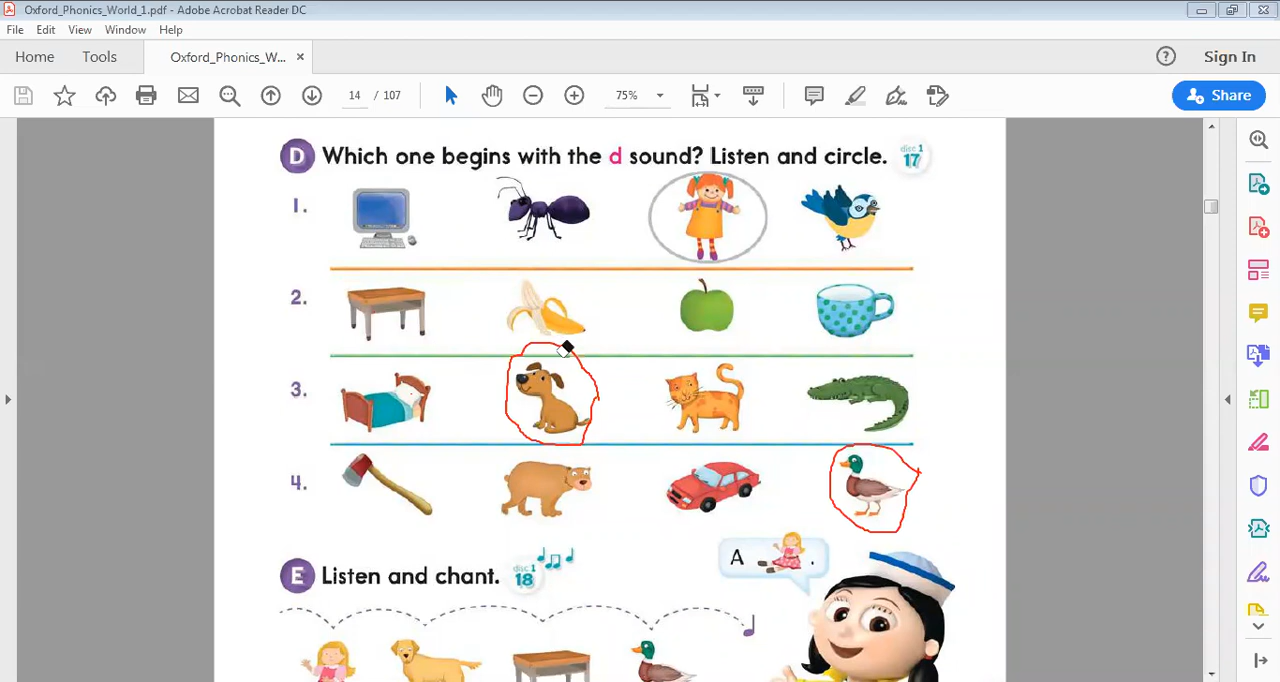 Oxford_Phonics_World_1.pdf - Adobe Acrobat Reader DC
File Edit View Window Help
Home Tools Oxford_Phonics_W... × Sign In
14 / 107 75% Share
D Which one begins with the d sound? Listen and circle. disc 1 17
1.
2.
3.
4.
E Listen and chant. disc 1 18
A .